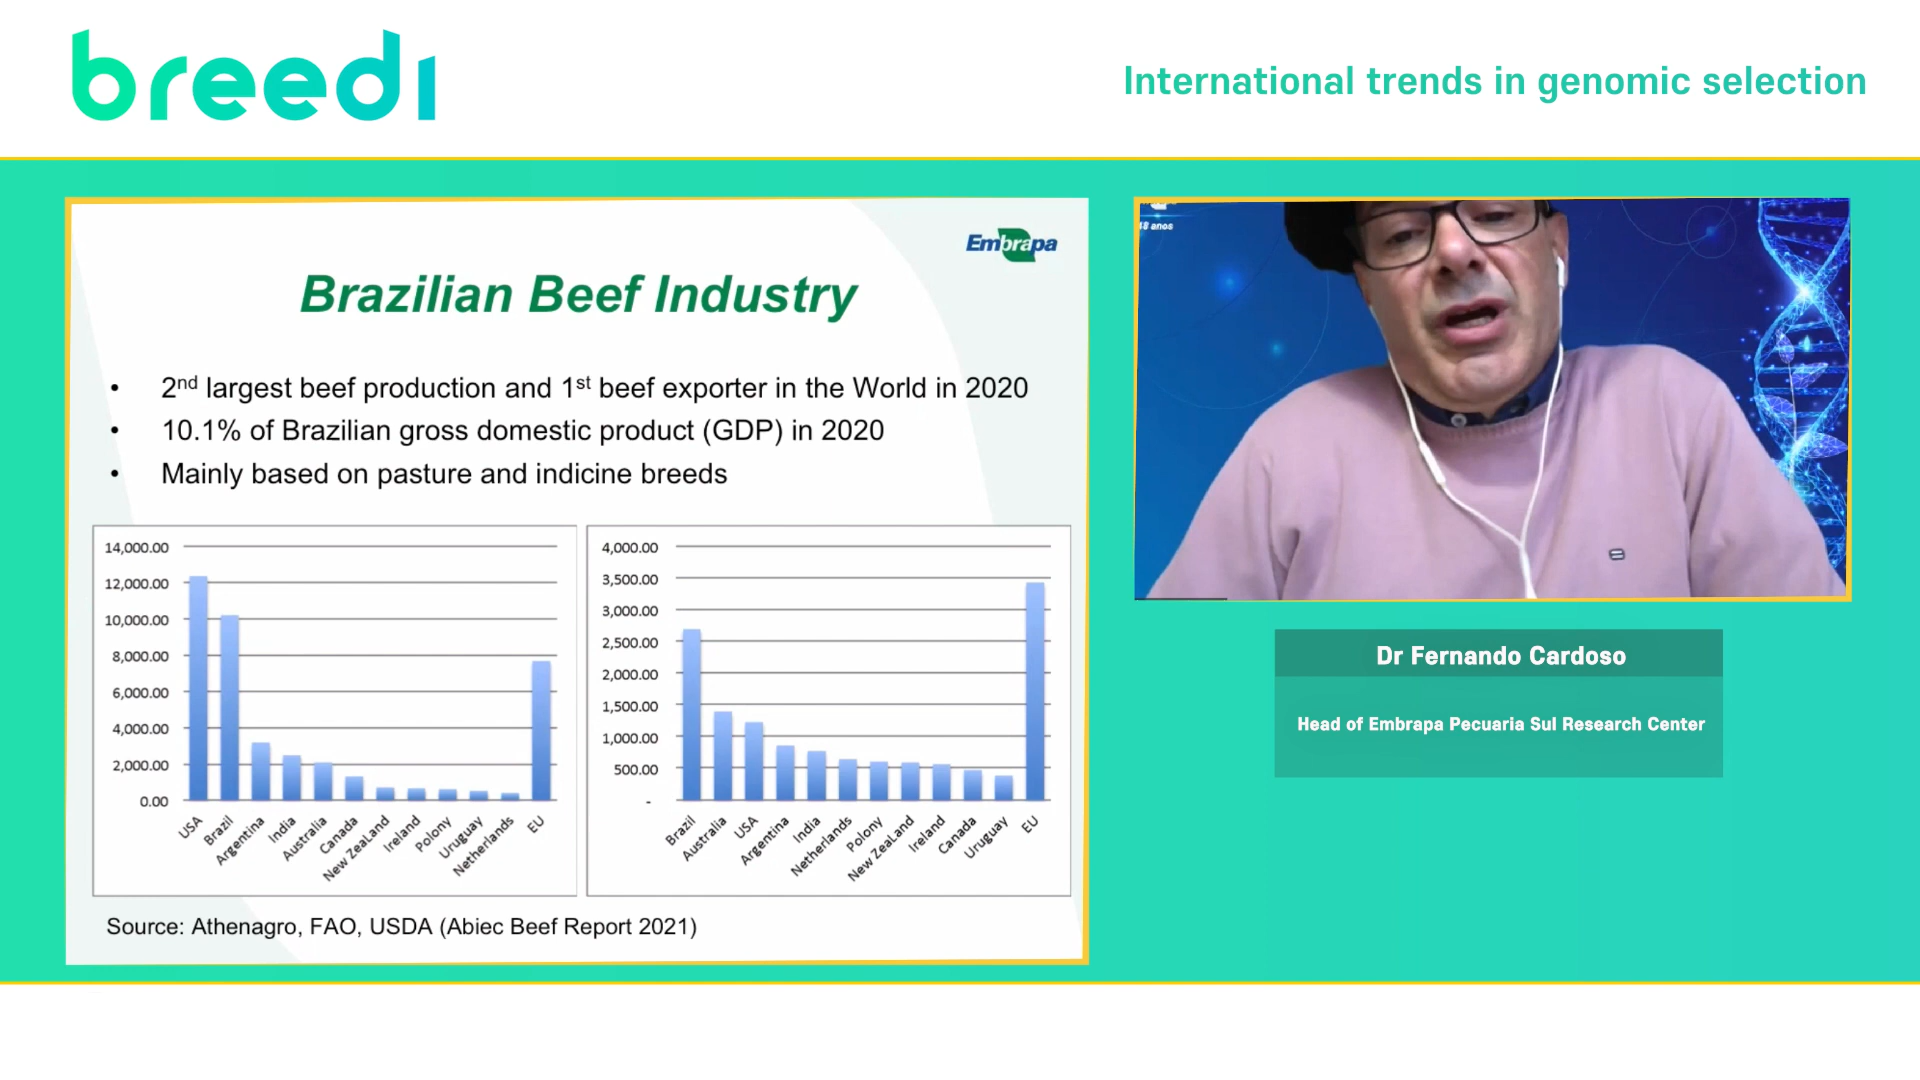 breedi
International trends in genomic selection
Embrapa
Brazilian Beef Industry
• 2nd largest beef production and 1st beef exporter in the World in 2020
• 10.1% of Brazilian gross domestic product (GDP) in 2020
• Mainly based on pasture and indicine breeds
14,000.00
12,000.00
10,000.00
8,000.00
6,000.00
4,000.00
2,000.00
0.00
USA
Brazil
Argentina
India
Australia
Canada
New ZeaLand
Ireland
Polony
Uruguay
Netherlands
EU
4,000.00
3,500.00
3,000.00
2,500.00
2,000.00
1,500.00
1,000.00
500.00
-
Brazil
Australia
USA
Argentina
India
Netherlands
Polony
New ZeaLand
Ireland
Canada
Uruguay
EU
Source: Athenagro, FAO, USDA (Abiec Beef Report 2021)
18 anos
Dr Fernando Cardoso
Head of Embrapa Pecuaria Sul Research Center